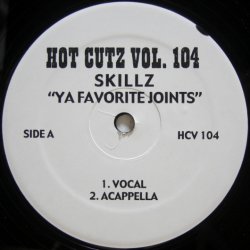 HOT CUTZ VOL. 104
SKILLZ
"YA FAVORITE JOINTS"
SIDE A
HCV 104
1. VOCAL
2. ACAPPELLA